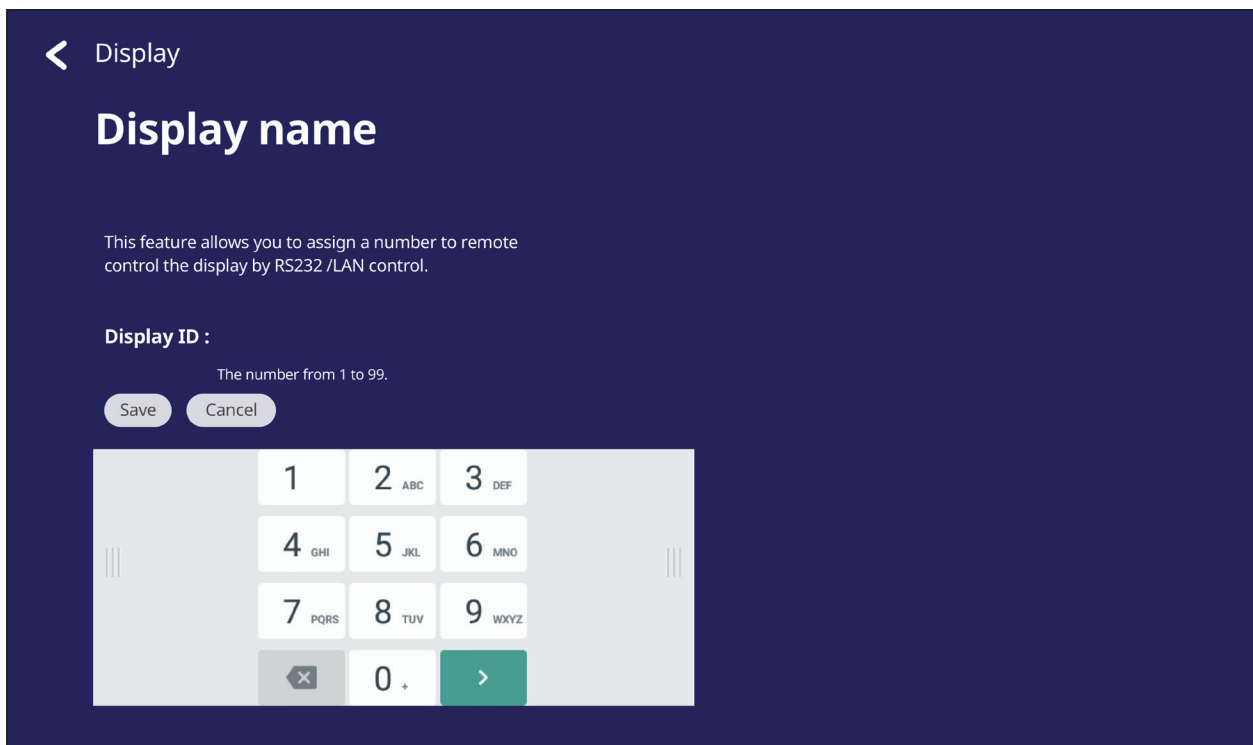 Display
Display name
This feature allows you to assign a number to remote
control the display by RS232 /LAN control.
Display ID :
The number from 1 to 99.
Save Cancel
1 2 ABC 3 DEF
4 GHI 5 JKL 6 MNO
7 PQRS 8 TUV 9 WXYZ
0 +